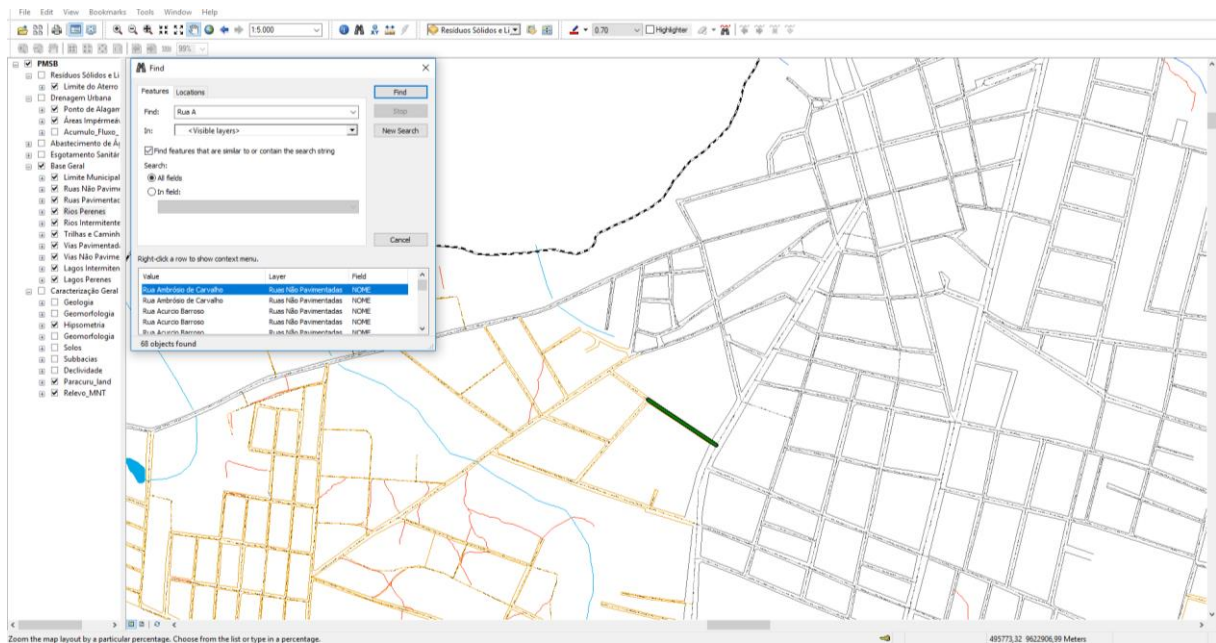 File Edit View Bookmarks Tools Window Help
1:5.000
Resíduos Sólidos e Li
0.70
Highlighter
99%
PMSB
Resíduos Sólidos e Li
Limite do Aterro
Drenagem Urbana
Ponto de Alagam
Áreas Impérmeá
Acumulo_Fluxo_
Abastecimento de Áç
Esgotamento Sanitár
Base Geral
Limite Municipal
Ruas Não Pavime
Ruas Pavimentac
Rios Perenes
Rios Intermitente
Trilhas e Caminh
Vias Pavimentad
Vias Não Pavime
Lagos Intermiten
Lagos Perenes
Caracterização Geral
Geologia
Geomorfologia
Hipsometria
Geomorfologia
Solos
Subbacias
Declividade
Paracuru_land
Relevo_MNT
Find
Features Locations
Find
Find: Rua A
Stop
In: <Visible layers>
New Search
Find features that are similar to or contain the search string
Search:
All fields
In field:
Cancel
Right-click a row to show context menu.
Value Layer Field
Rua Ambrósio de Carvalho Ruas Não Pavimentadas NOME
Rua Ambrósio de Carvalho Ruas Não Pavimentadas NOME
Rua Acurcio Barroso Ruas Não Pavimentadas NOME
Rua Acurcio Barroso Ruas Não Pavimentadas NOME
68 objects found
Zoom the map layout by a particular percentage. Choose from the list or type in a percentage.
495773,32 9622906,99 Meters